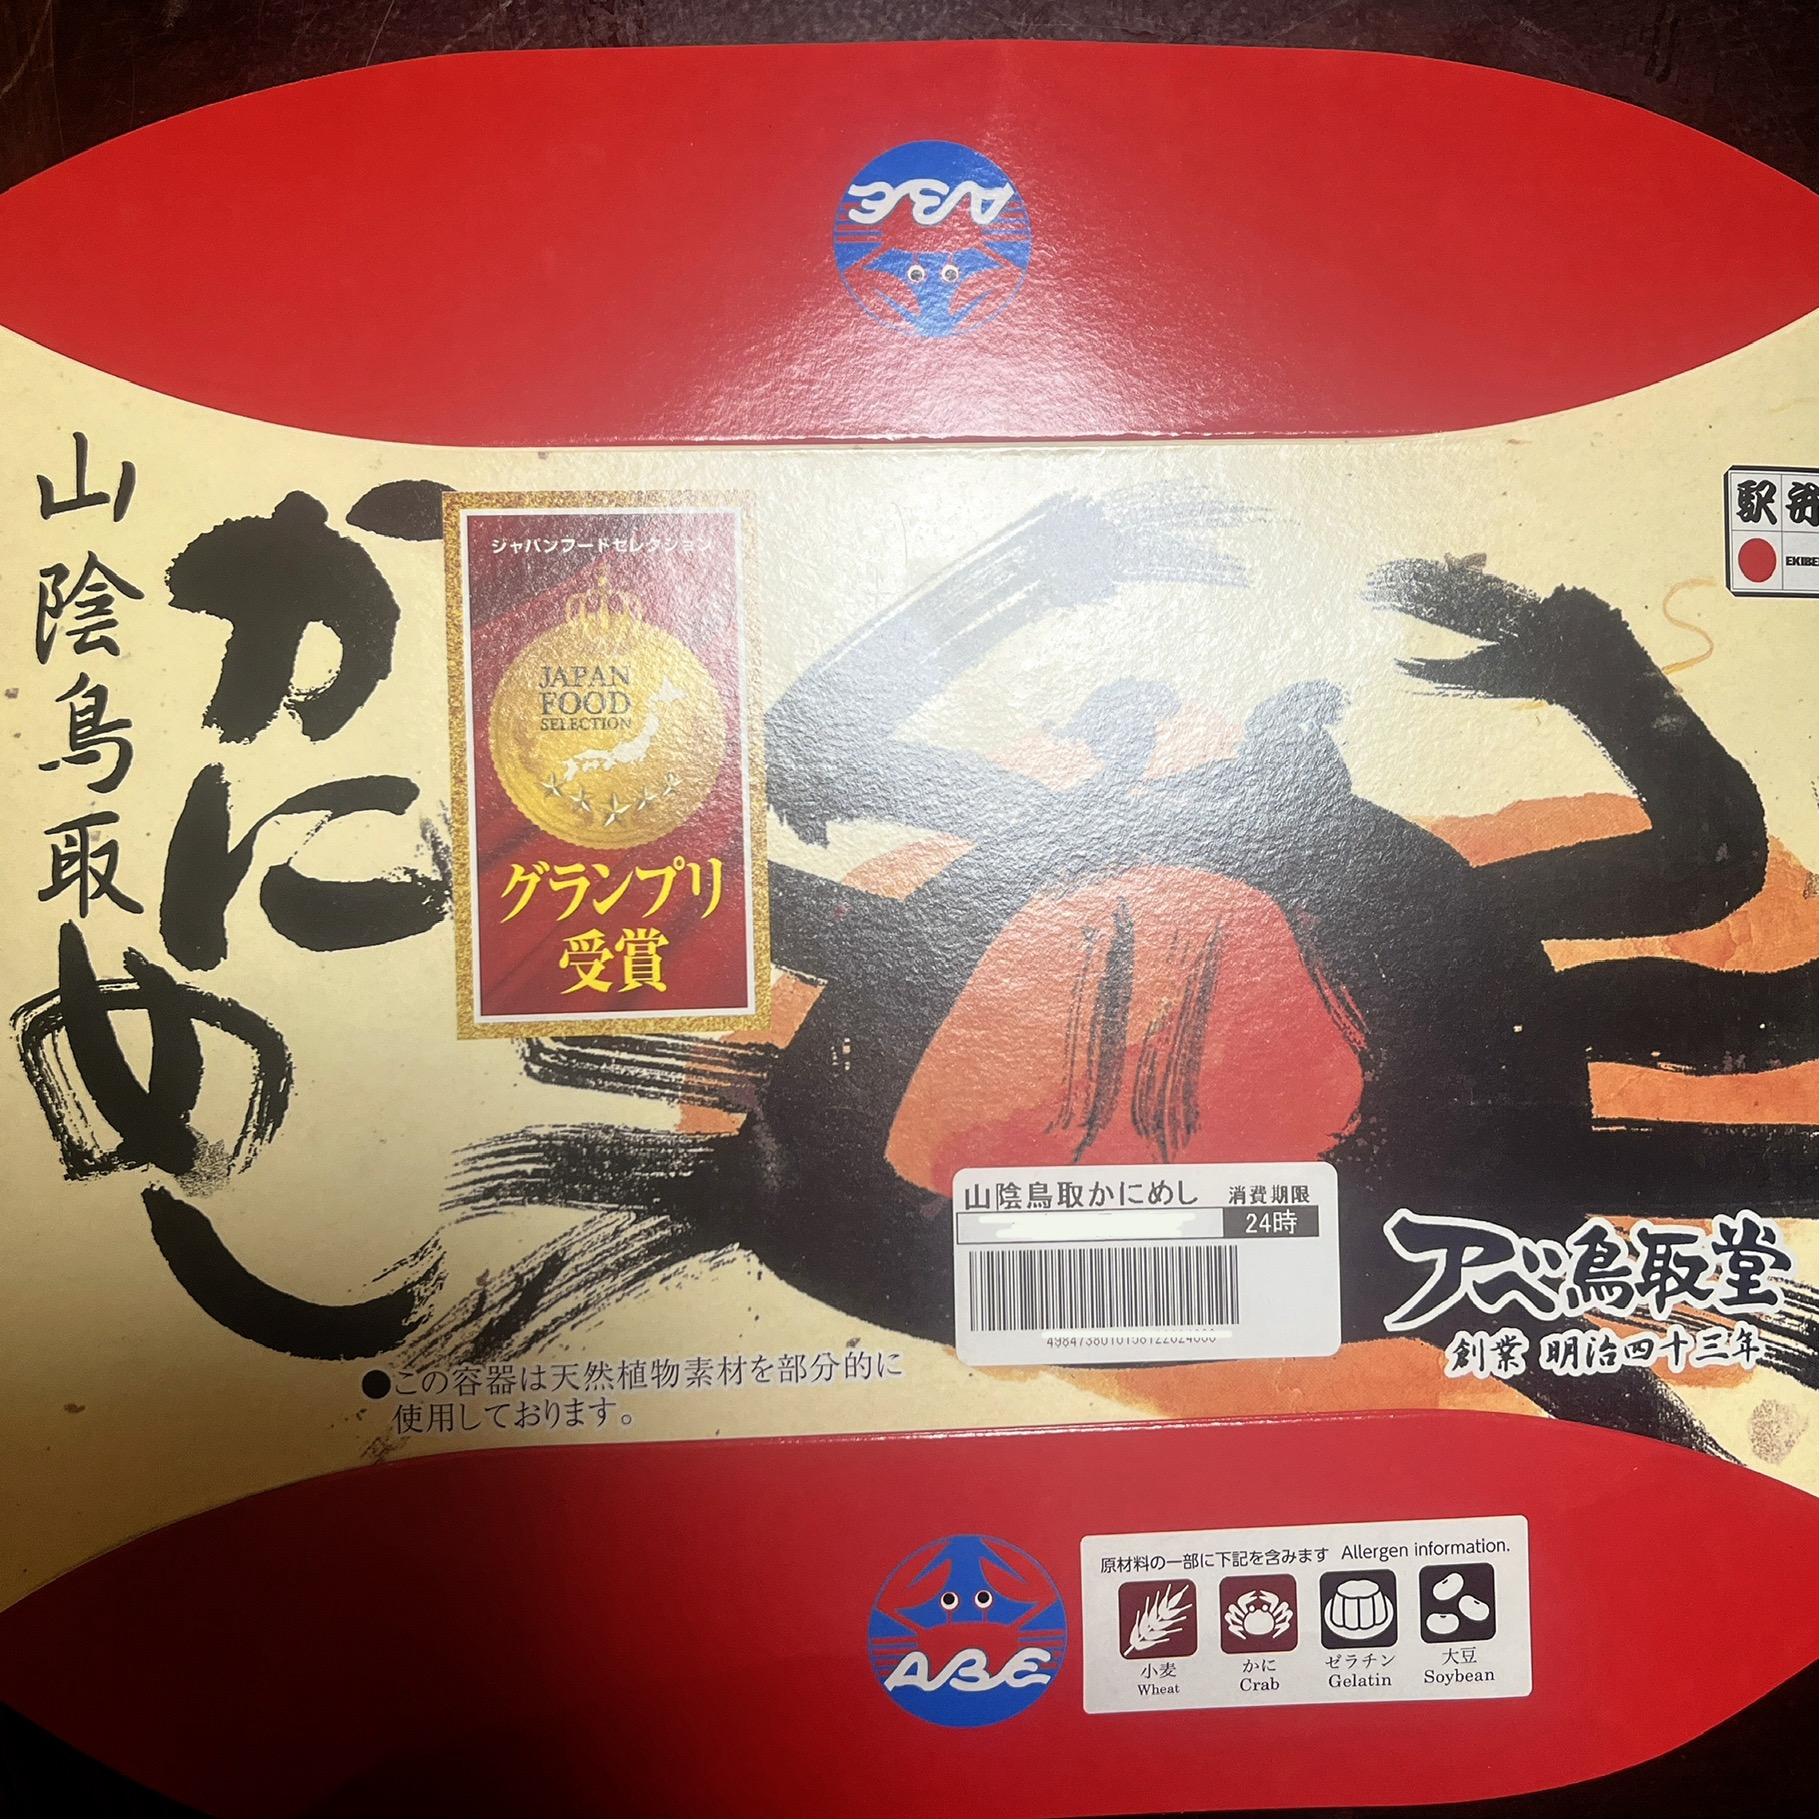 ABE
山陰鳥取
かにめし
ジャパンフードセレクション
JAPAN
FOOD
SELECTION
グランプリ
受賞
駅弁
山陰鳥取かにめし 消費期限
24時
アベ鳥取堂
創業 明治四十三年
●この容器は天然植物素材を部分的に
使用しております。
ABE
原材料の一部に下記を含みます Allergen information.
小麦 かに ゼラチン 大豆
Wheat Crab Gelatin Soybean